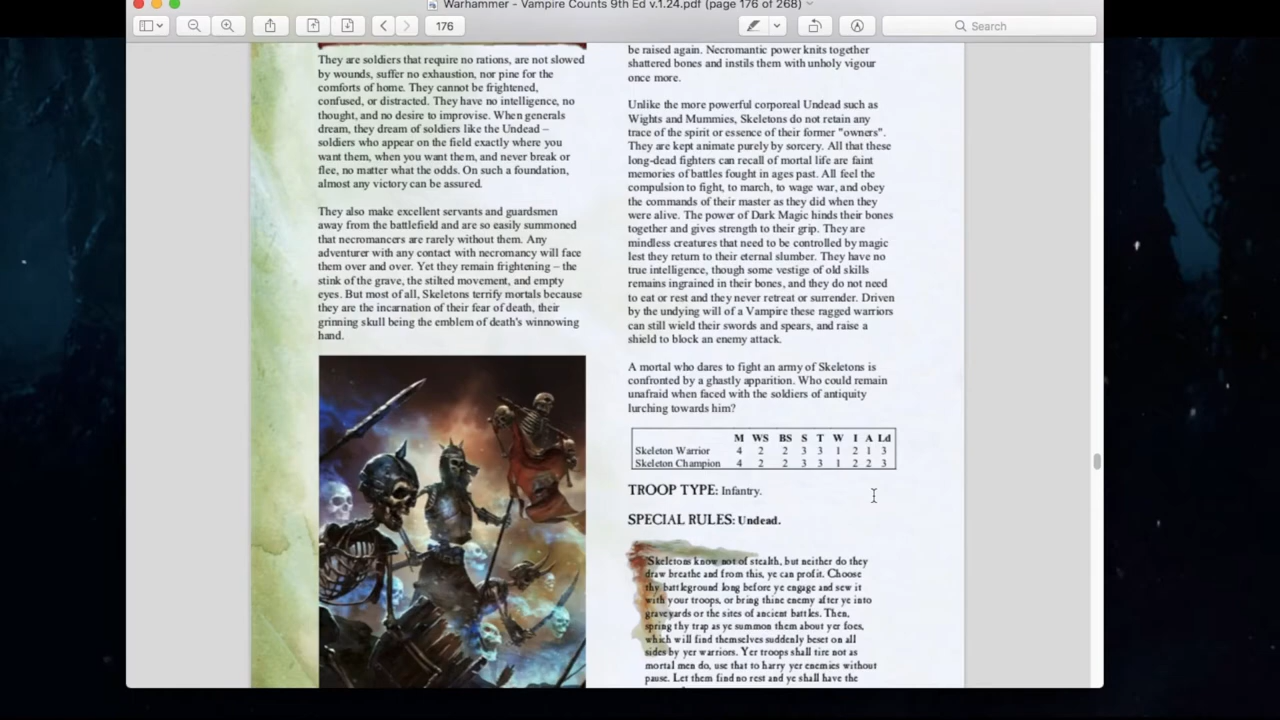 Warhammer - Vampire Counts 9th Ed v.1.24.pdf (page 176 of 268)
176
Search
They are soldiers that require no rations, are not slowed
by wounds, suffer no exhaustion, nor pine for the
comforts of home. They cannot be frightened,
confused, or distracted. They have no intelligence, no
thought, and no desire to improvise. When generals
dream, they dream of soldiers like the Undead –
soldiers who appear on the field exactly where you
want them, when you want them, and never break or
flee, no matter what the odds. On such a foundation,
almost any victory can be assured.
They also make excellent servants and guardsmen
away from the battlefield and are so easily summoned
that necromancers are rarely without them. Any
adventurer with any contact with necromancy will face
them over and over. Yet they remain frightening – the
stink of the grave, the stilted movement, and empty
eyes. But most of all, Skeletons terrify mortals because
they are the incarnation of their fear of death, their
grinning skull being the emblem of death's winnowing
hand.
be raised again. Necromantic power knits together
shattered bones and instils them with unholy vigour
once more.
Unlike the more powerful corporeal Undead such as
Wights and Mummies, Skeletons do not retain any
trace of the spirit or essence of their former "owners".
They are kept animate purely by sorcery. All that these
long-dead fighters can recall of mortal life are faint
memories of battles fought in ages past. All feel the
compulsion to fight, to march, to wage war, and obey
the commands of their master as they did when they
were alive. The power of Dark Magic hinds their bones
together and gives strength to their grip. They are
mindless creatures that need to be controlled by magic
lest they return to their eternal slumber. They have no
true intelligence, though some vestige of old skills
remains ingrained in their bones, and they do not need
to eat or rest and they never retreat or surrender. Driven
by the undying will of a Vampire these ragged warriors
can still wield their swords and spears, and raise a
shield to block an enemy attack.
A mortal who dares to fight an army of Skeletons is
confronted by a ghastly apparition. Who could remain
unafraid when faced with the soldiers of antiquity
lurching towards him?
M WS BS S T W I A Ld
Skeleton Warrior 4 2 2 3 3 1 2 1 3
Skeleton Champion 4 2 2 3 3 1 2 2 3
TROOP TYPE: Infantry.
SPECIAL RULES: Undead.
"Skeletons know not of stealth, but neither do they
draw breathe and from this, ye can profit. Choose
thy battleground long before ye engage and sew it
with your troops, or bring thine enemy after ye into
graveyards or the sites of ancient battles. Then,
spring thy trap as ye summon them about yer foes,
which will find themselves suddenly beset on all
sides by yer warriors. Yer troops shall tire not as
mortal men do, use that to harry yer enemies without
pause. Let them find no rest and ye shall have the